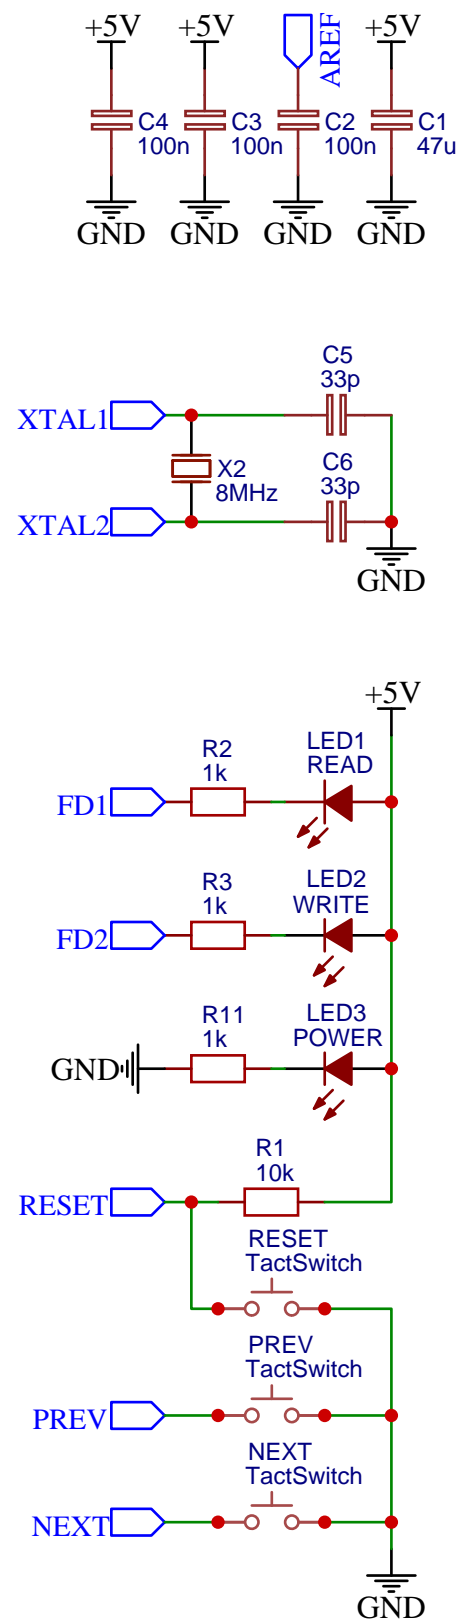 +5V +5V AREF +5V
C4 C3 C2 C1
100n 100n 100n 47u
GND GND GND GND
C5
33p
XTAL1
X2
8MHz
C6
33p
XTAL2
GND
+5V
R2
1k
LED1
READ
FD1
R3
1k
LED2
WRITE
FD2
R11
1k
LED3
POWER
GND
R1
10k
RESET
RESET
TactSwitch
PREV
TactSwitch
PREV
NEXT
TactSwitch
NEXT
GND